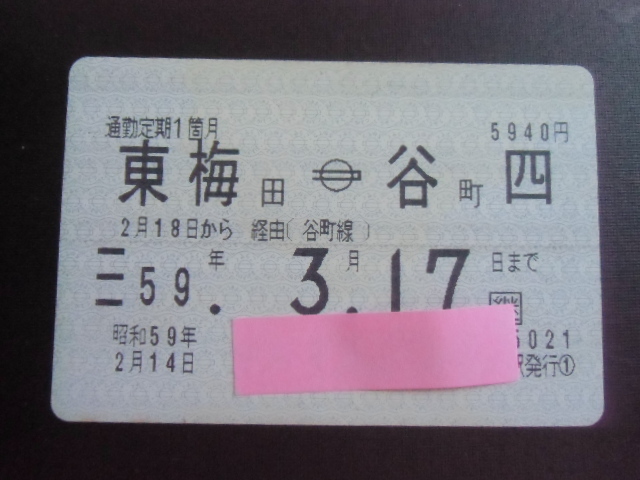 通勤定期1箇月 5940円
東梅田 谷町四
2月18日から 経由(谷町線)
59年.3月.17日まで
継
昭和59年 5021
2月14日 駅発行①